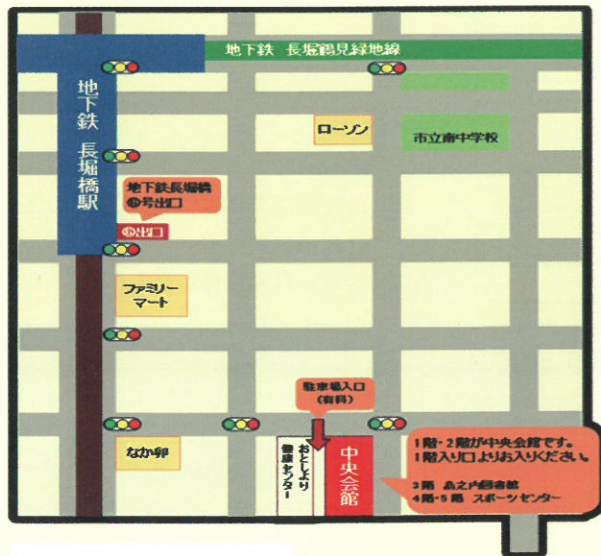 地下鉄 長堀鶴見緑地線
地下鉄 長堀橋駅
ローソン
市立南中学校
地下鉄長堀橋
⑥号出口
⑥出口
ファミリー
マート
駐車場入口
(有料)
なか卯
おとしより
健康センター
中央会館
1階・2階が中央会館です。
1階入り口よりお入りください。
3階 島之内図書館
4階・5階 スポーツセンター